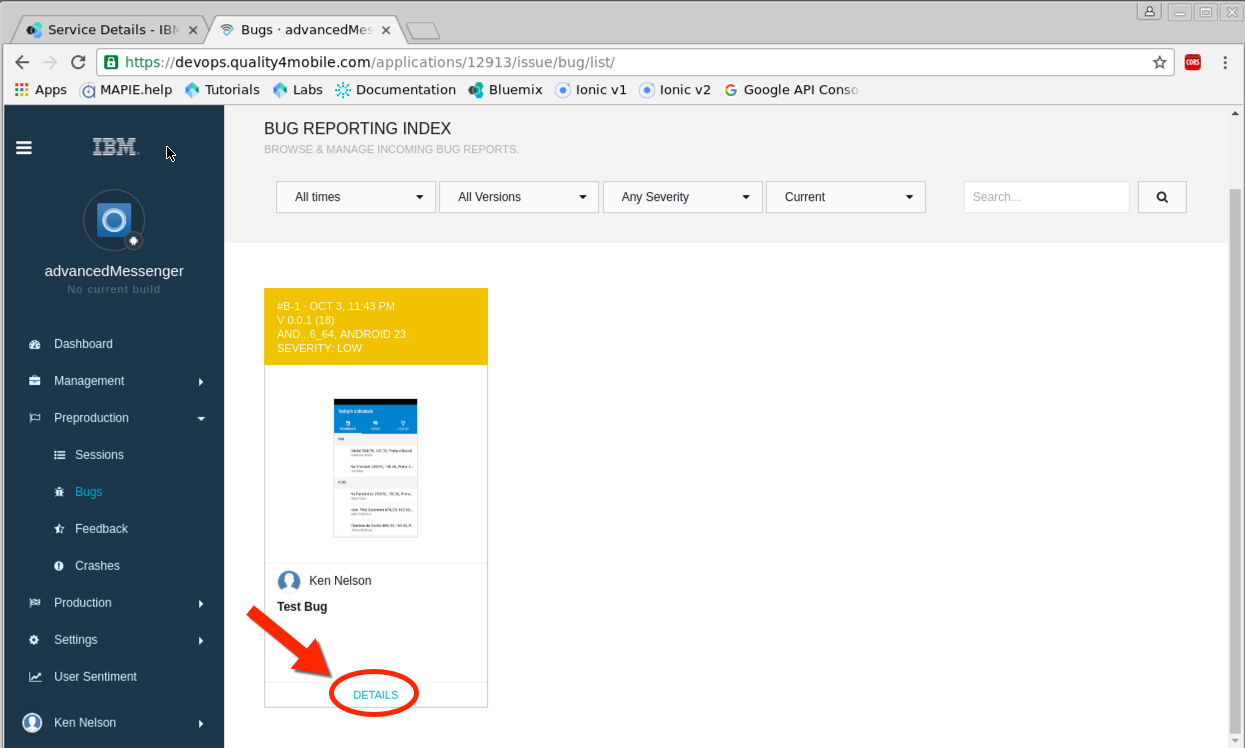 Service Details - IBM
Bugs · advancedMes
https://devops.quality4mobile.com/applications/12913/issue/bug/list/
CORS
Apps
MAPIE.help
Tutorials
Labs
Documentation
Bluemix
Ionic v1
Ionic v2
Google API Conso
IBM
advancedMessenger
No current build
Dashboard
Management
Preproduction
Sessions
Bugs
Feedback
Crashes
Production
Settings
User Sentiment
Ken Nelson
BUG REPORTING INDEX
BROWSE & MANAGE INCOMING BUG REPORTS.
All times
All Versions
Any Severity
Current
Search...
#B-1 · OCT 3, 11:43 PM
V 0.0.1 (18)
AND...6_64, ANDROID 23
SEVERITY: LOW
Today's schedule
Ken Nelson
Test Bug
DETAILS